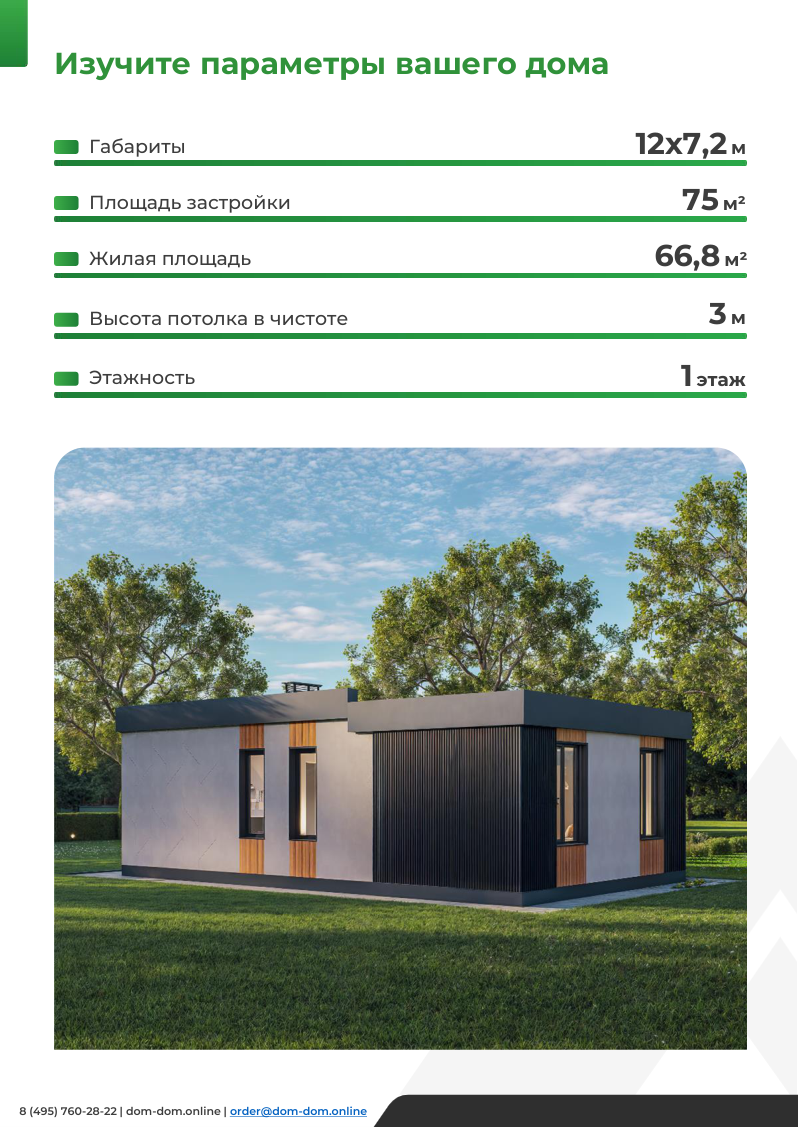 Изучите параметры вашего дома
Габариты 12x7,2 м
Площадь застройки 75 м²
Жилая площадь 66,8 м²
Высота потолка в чистоте 3 м
Этажность 1 этаж
8 (495) 760-28-22 | dom-dom.online | order@dom-dom.online